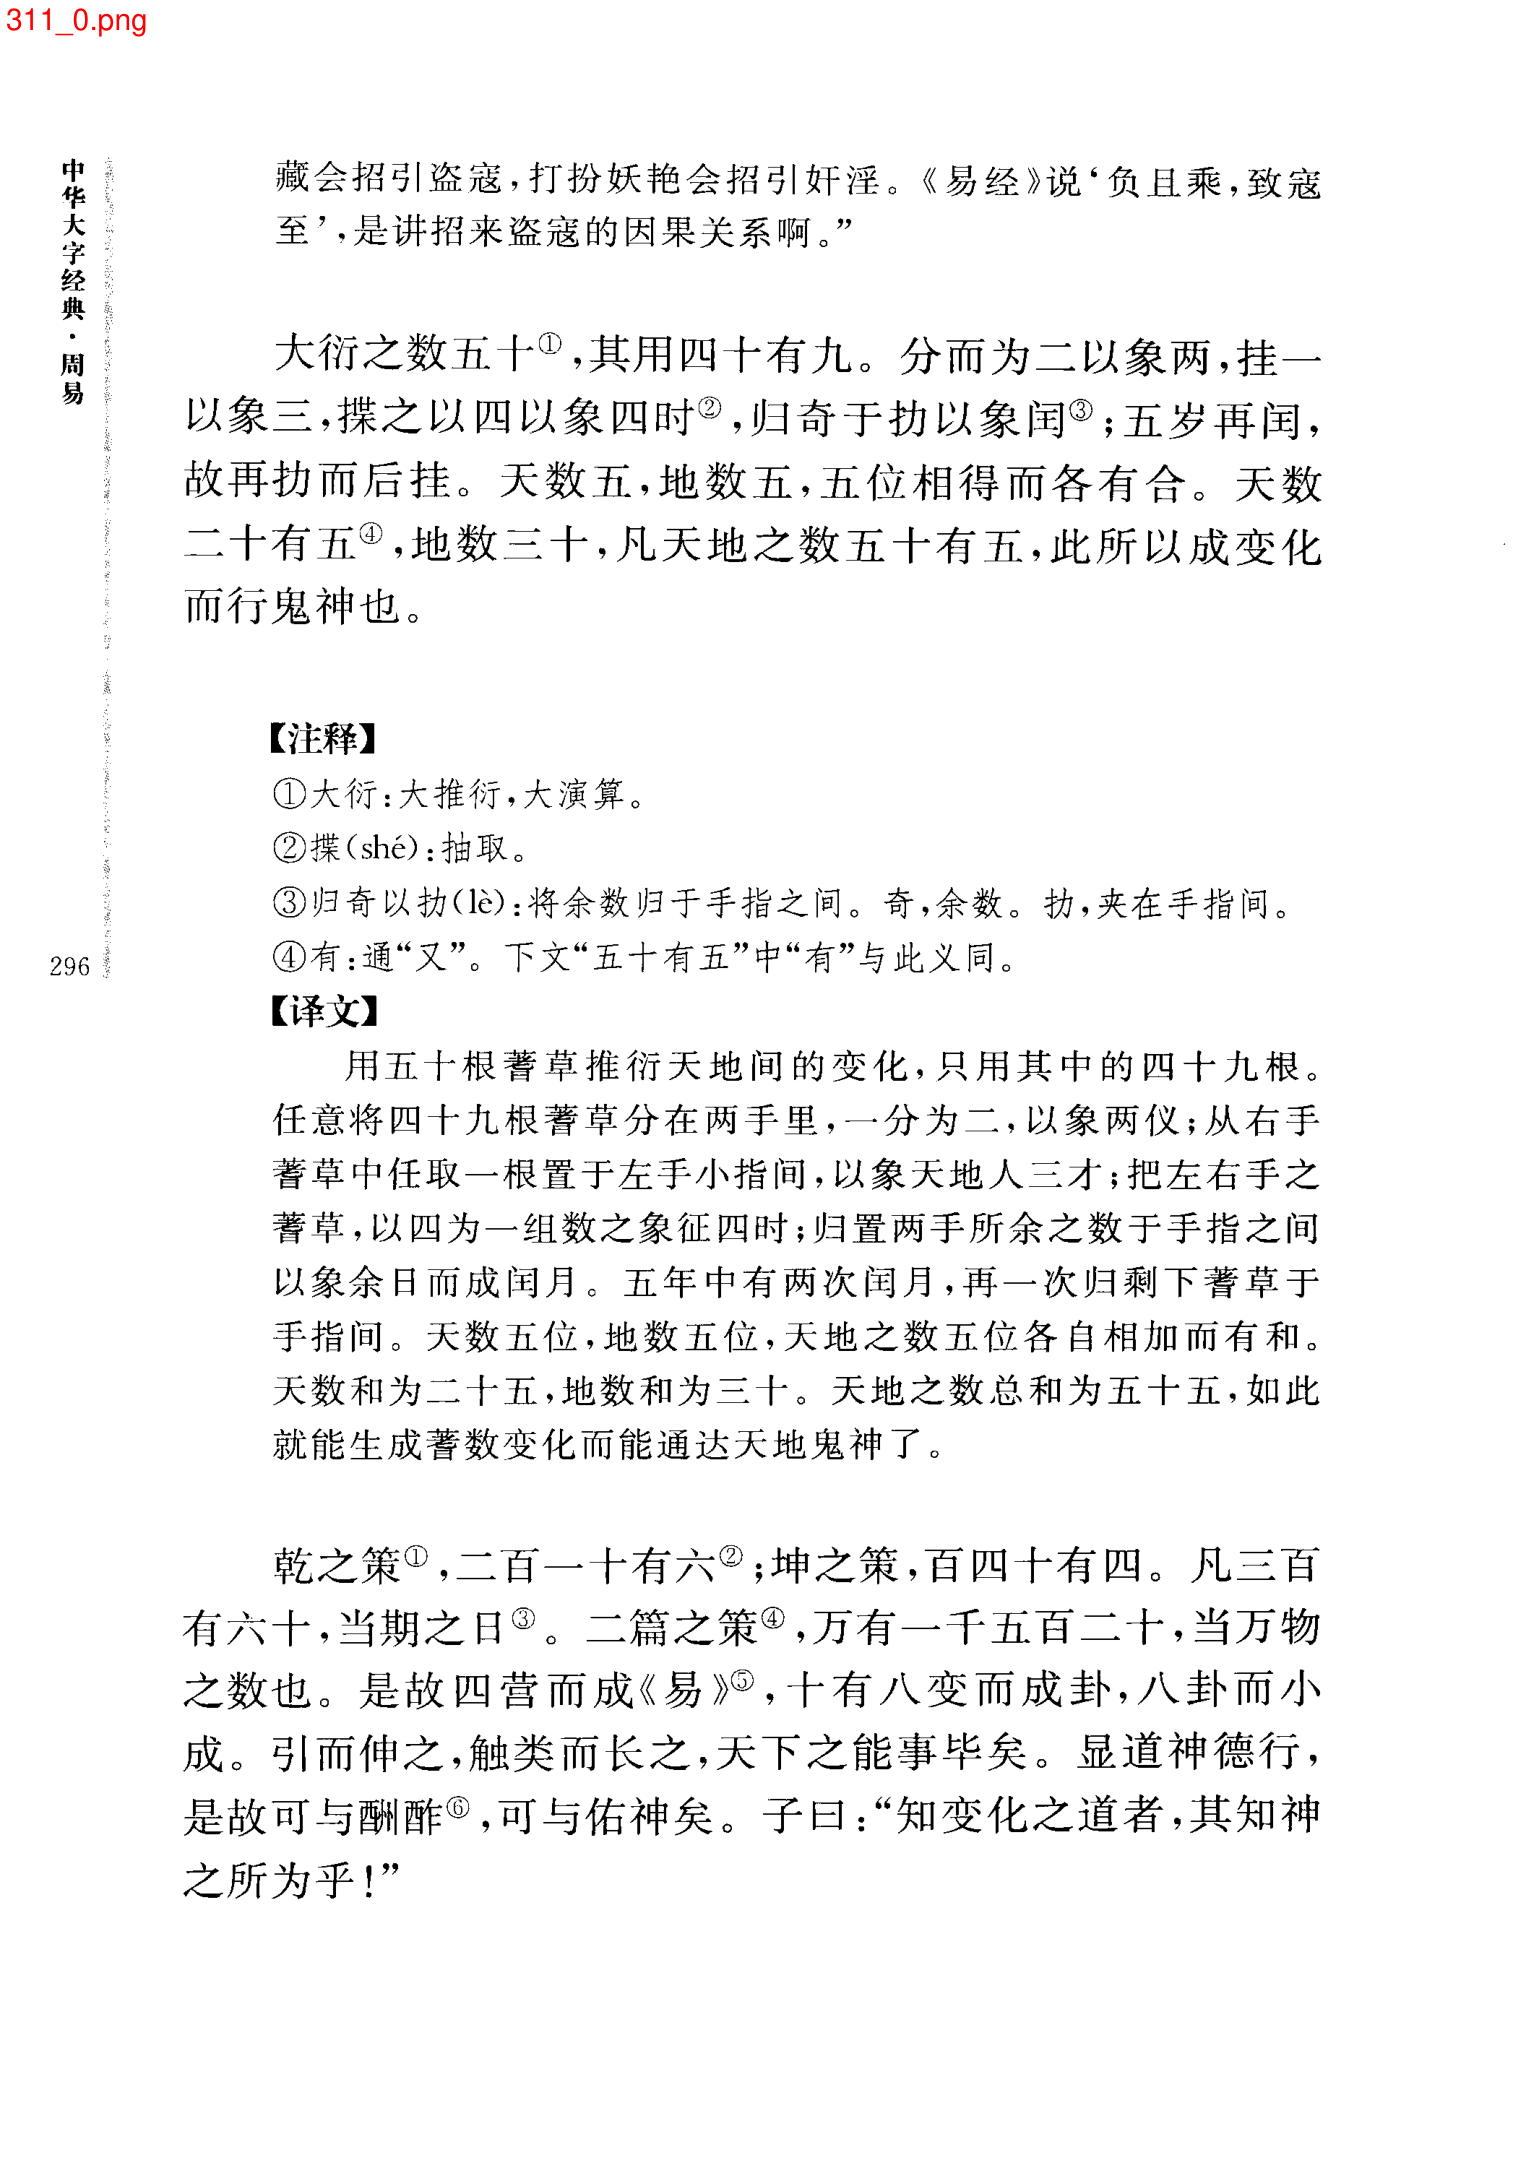 311_0.png
中华大字经典·周易
藏会招引盗寇，打扮妖艳会招引奸淫。《易经》说‘负且乘，致寇
至’，是讲招来盗寇的因果关系啊。”
大衍之数五十①，其用四十有九。分而为二以象两，挂一
以象三，揲之以四以象四时②，归奇于扐以象闰③；五岁再闰，
故再扐而后挂。天数五，地数五，五位相得而各有合。天数
二十有五④，地数三十，凡天地之数五十有五，此所以成变化
而行鬼神也。
【注释】
①大衍：大推衍，大演算。
②揲（shé）：抽取。
③归奇以扐（lè）：将余数归于手指之间。奇，余数。扐，夹在手指间。
④有：通“又”。下文“五十有五”中“有”与此义同。
296
【译文】
用五十根蓍草推衍天地间的变化，只用其中的四十九根。
任意将四十九根蓍草分在两手里，一分为二，以象两仪；从右手
蓍草中任取一根置于左手小指间，以象天地人三才；把左右手之
蓍草，以四为一组数之象征四时；归置两手所余之数于手指之间
以象余日而成闰月。五年中有两次闰月，再一次归剩下蓍草于
手指间。天数五位，地数五位，天地之数五位各自相加而有和。
天数和为二十五，地数和为三十。天地之数总和为五十五，如此
就能生成蓍数变化而能通达天地鬼神了。
乾之策①，二百一十有六②；坤之策，百四十有四。凡三百
有六十，当期之日③。二篇之策④，万有一千五百二十，当万物
之数也。是故四营而成《易》⑤，十有八变而成卦，八卦而小
成。引而伸之，触类而长之，天下之能事毕矣。显道神德行，
是故可与酬酢⑥，可与佑神矣。子曰：“知变化之道者，其知神
之所为乎！”